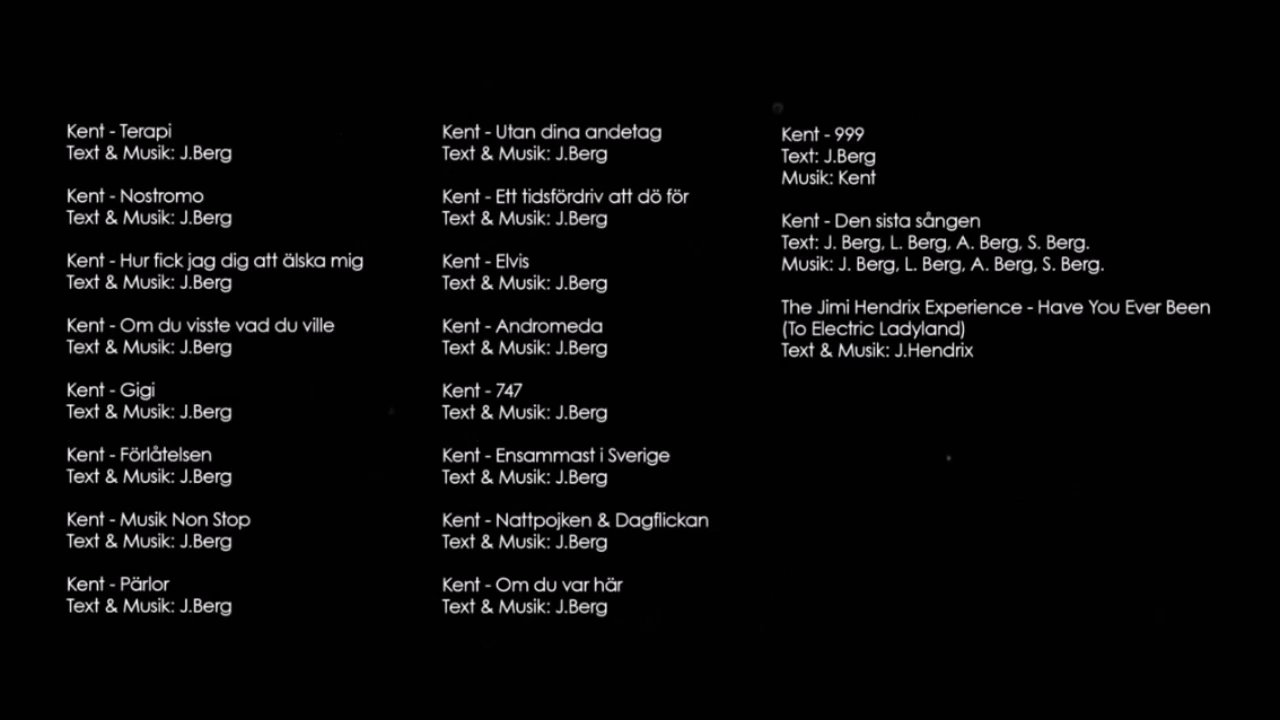 Kent - Terapi
Text & Musik: J.Berg
Kent - Nostromo
Text & Musik: J.Berg
Kent - Hur fick jag dig att älska mig
Text & Musik: J.Berg
Kent - Om du visste vad du ville
Text & Musik: J.Berg
Kent - Gigi
Text & Musik: J.Berg
Kent - Förlåtelsen
Text & Musik: J.Berg
Kent - Musik Non Stop
Text & Musik: J.Berg
Kent - Pärlor
Text & Musik: J.Berg
Kent - Utan dina andetag
Text & Musik: J.Berg
Kent - Ett tidsfördriv att dö för
Text & Musik: J.Berg
Kent - Elvis
Text & Musik: J.Berg
Kent - Andromeda
Text & Musik: J.Berg
Kent - 747
Text & Musik: J.Berg
Kent - Ensammast i Sverige
Text & Musik: J.Berg
Kent - Nattpojken & Dagflickan
Text & Musik: J.Berg
Kent - Om du var här
Text & Musik: J.Berg
Kent - 999
Text: J.Berg
Musik: Kent
Kent - Den sista sången
Text: J. Berg, L. Berg, A. Berg, S. Berg.
Musik: J. Berg, L. Berg, A. Berg, S. Berg.
The Jimi Hendrix Experience - Have You Ever Been
(To Electric Ladyland)
Text & Musik: J.Hendrix